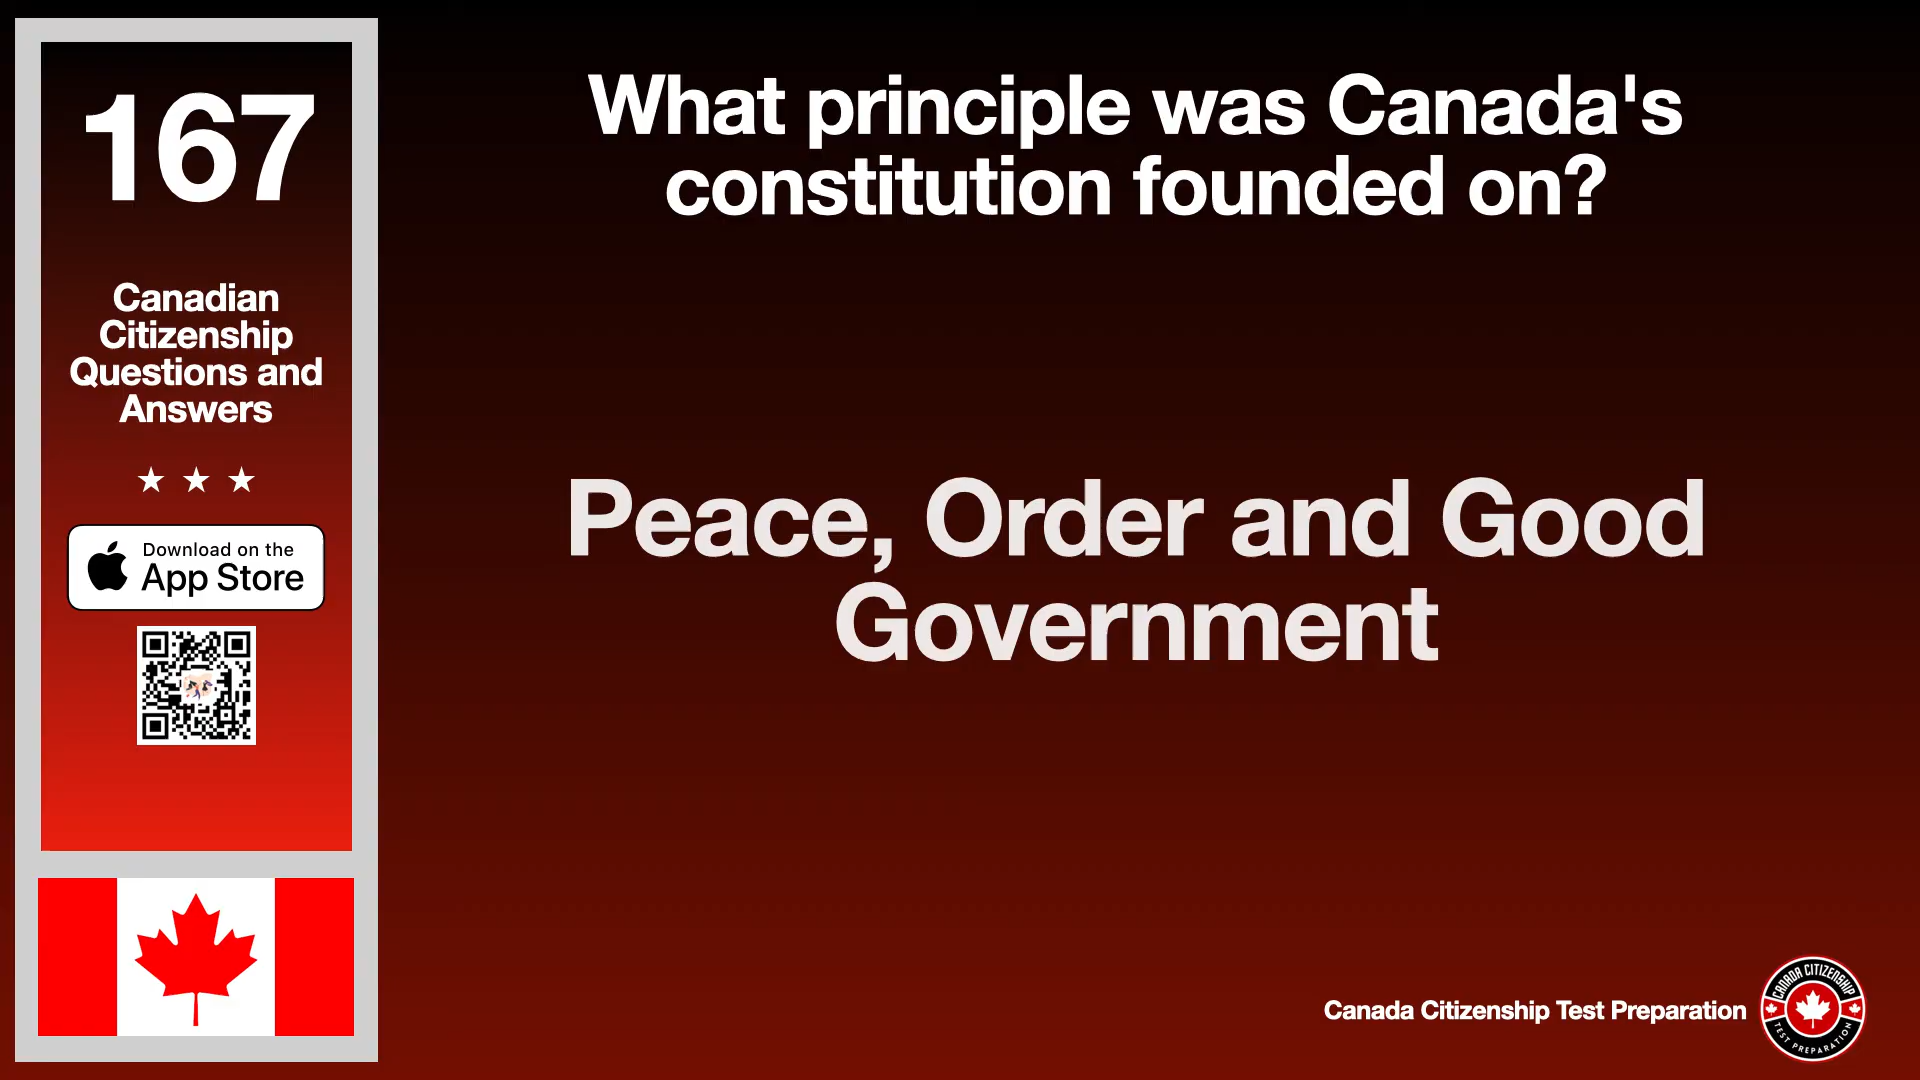 167
Canadian
Citizenship
Questions and
Answers
Download on the
App Store
What principle was Canada's
constitution founded on?
Peace, Order and Good
Government
Canada Citizenship Test Preparation
CANADA CITIZENSHIP
TEST PREPARATION